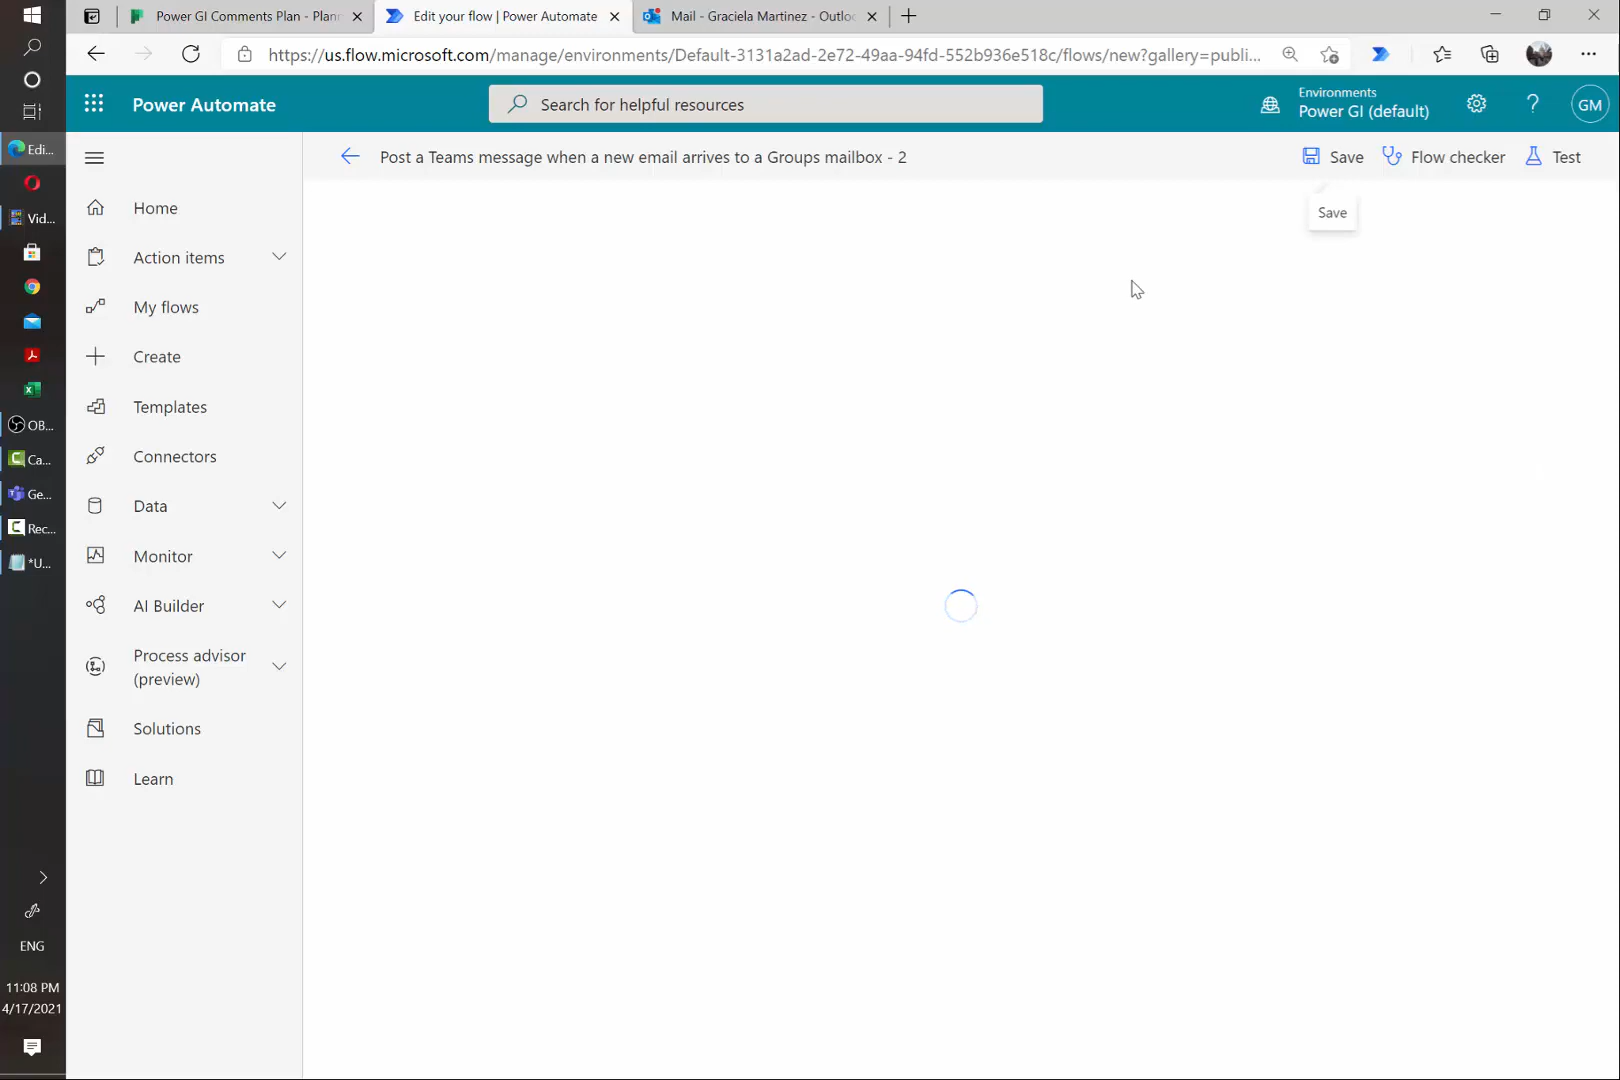 Power GI Comments Plan - Plann
Edit your flow | Power Automate
Mail - Graciela Martinez - Outloo
https://us.flow.microsoft.com/manage/environments/Default-3131a2ad-2e72-49aa-94fd-552b936e518c/flows/new?gallery=publi...
Power Automate
Search for helpful resources
Environments
Power GI (default)
GM
Post a Teams message when a new email arrives to a Groups mailbox - 2
Save
Flow checker
Test
Save
Home
Action items
My flows
Create
Templates
Connectors
Data
Monitor
AI Builder
Process advisor
(preview)
Solutions
Learn
Edi...
Vid...
OB...
Ca...
Ge...
Rec...
*U...
ENG
11:08 PM
4/17/2021